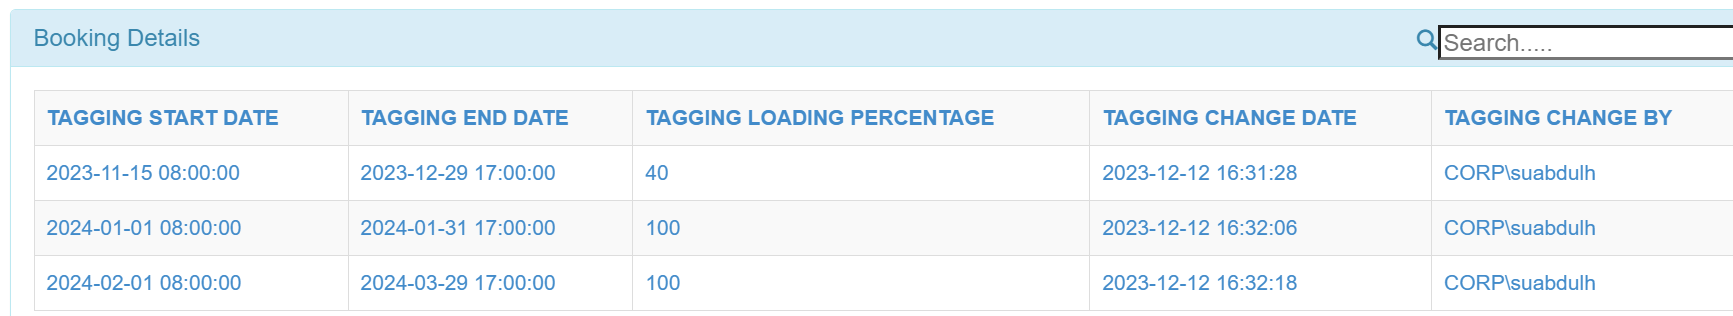 Booking Details Search.....
TAGGING START DATE TAGGING END DATE TAGGING LOADING PERCENTAGE TAGGING CHANGE DATE TAGGING CHANGE BY
2023-11-15 08:00:00 2023-12-29 17:00:00 40 2023-12-12 16:31:28 CORP\suabdulh
2024-01-01 08:00:00 2024-01-31 17:00:00 100 2023-12-12 16:32:06 CORP\suabdulh
2024-02-01 08:00:00 2024-03-29 17:00:00 100 2023-12-12 16:32:18 CORP\suabdulh